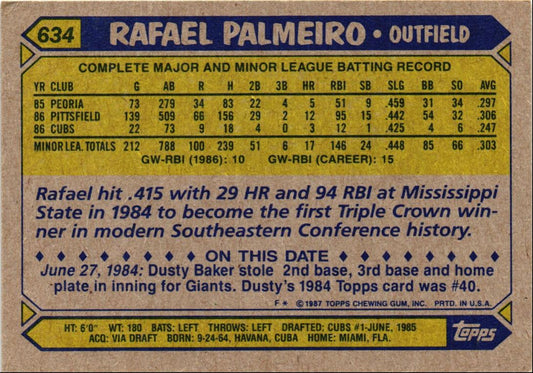 634 RAFAEL PALMEIRO • OUTFIELD
COMPLETE MAJOR AND MINOR LEAGUE BATTING RECORD
YR CLUB G AB R H 2B 3B HR RBI SB SLG BB SO AVG
85 PEORIA 73 279 34 83 22 4 5 51 9 .459 31 34 .297
86 PITTSFIELD 139 509 66 156 29 2 12 95 15 .442 54 32 .306
86 CUBS 22 73 9 18 4 0 3 12 1 .425 4 6 .247
MINOR LEA. TOTALS 212 788 100 239 51 6 17 146 24 .448 85 66 .303
GW-RBI (1986): 10 GW-RBI (CAREER): 15
Rafael hit .415 with 29 HR and 94 RBI at Mississippi
State in 1984 to become the first Triple Crown win-
ner in modern Southeastern Conference history.
ON THIS DATE
June 27, 1984: Dusty Baker stole 2nd base, 3rd base and home
plate in inning for Giants. Dusty's 1984 Topps card was #40.
F* ©1987 TOPPS CHEWING GUM, INC. PRTD. IN U.S.A.
HT: 6'0" WT: 180 BATS: LEFT THROWS: LEFT DRAFTED: CUBS #1-JUNE, 1985
ACQ: VIA DRAFT BORN: 9-24-64, HAVANA, CUBA HOME: MIAMI, FLA.
topps